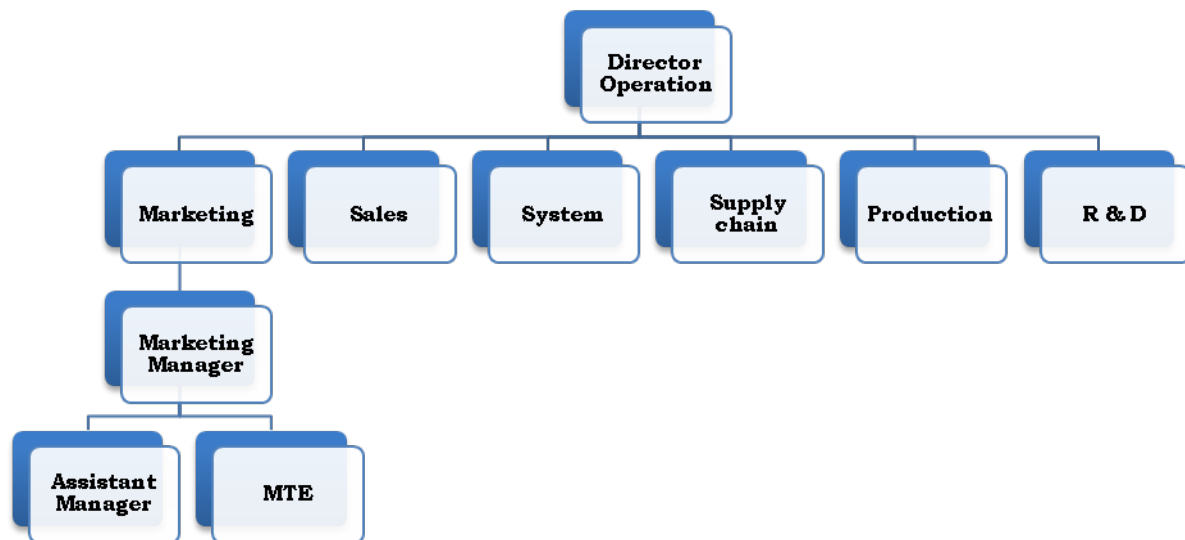 Director
Operation
Marketing
Sales
System
Supply
chain
Production
R & D
Marketing
Manager
Assistant
Manager
MTE